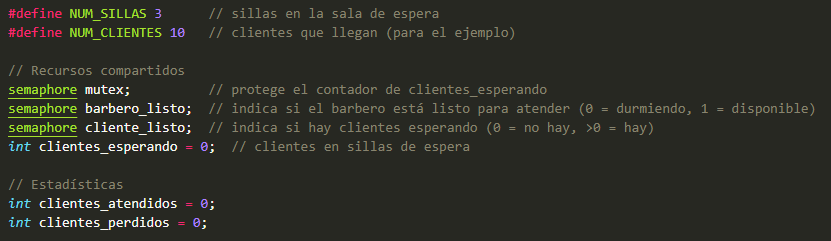 #define NUM_SILLAS 3 // sillas en la sala de espera
#define NUM_CLIENTES 10 // clientes que llegan (para el ejemplo)
// Recursos compartidos
semaphore mutex; // protege el contador de clientes_esperando
semaphore barbero_listo; // indica si el barbero está listo para atender (0 = durmiendo, 1 = disponible)
semaphore cliente_listo; // indica si hay clientes esperando (0 = no hay, >0 = hay)
int clientes_esperando = 0; // clientes en sillas de espera
// Estadísticas
int clientes_atendidos = 0;
int clientes_perdidos = 0;